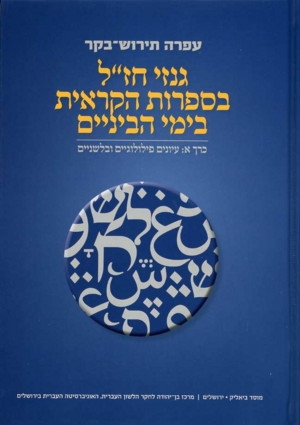 עפרה תירוש־בקר
גנזי חז״ל
בספרות הקראית
בימי הביניים
כרך א: עיונים פילולוגיים ובלשניים
מוסד ביאליק • ירושלים | מרכז בן־יהודה לחקר הלשון העברית, האוניברסיטה העברית בירושלים